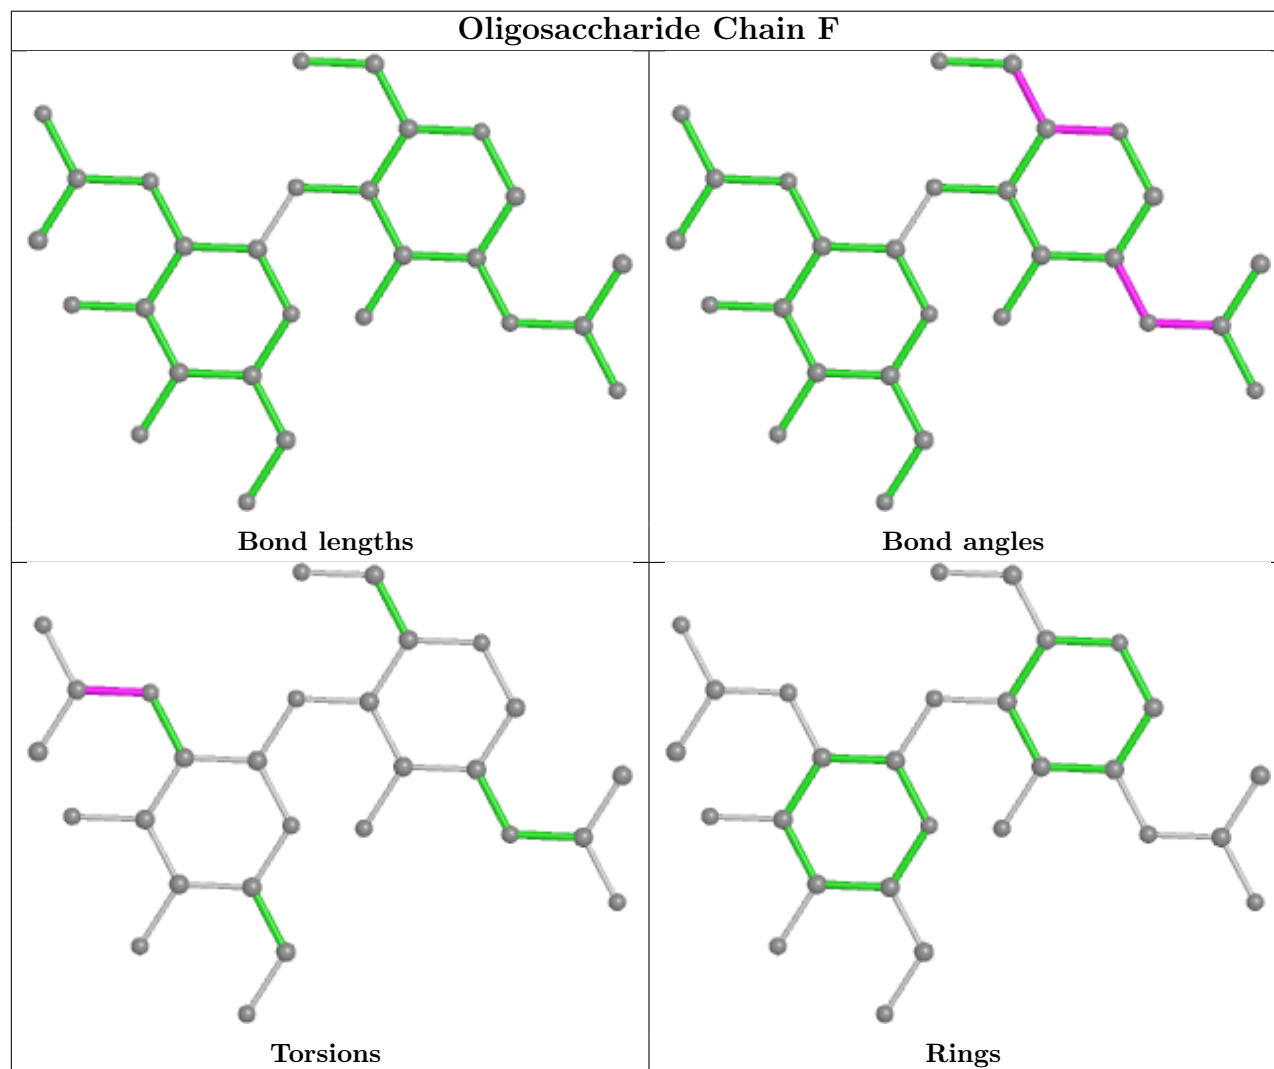 Oligosaccharide Chain F
Bond lengths
Bond angles
Torsions
Rings